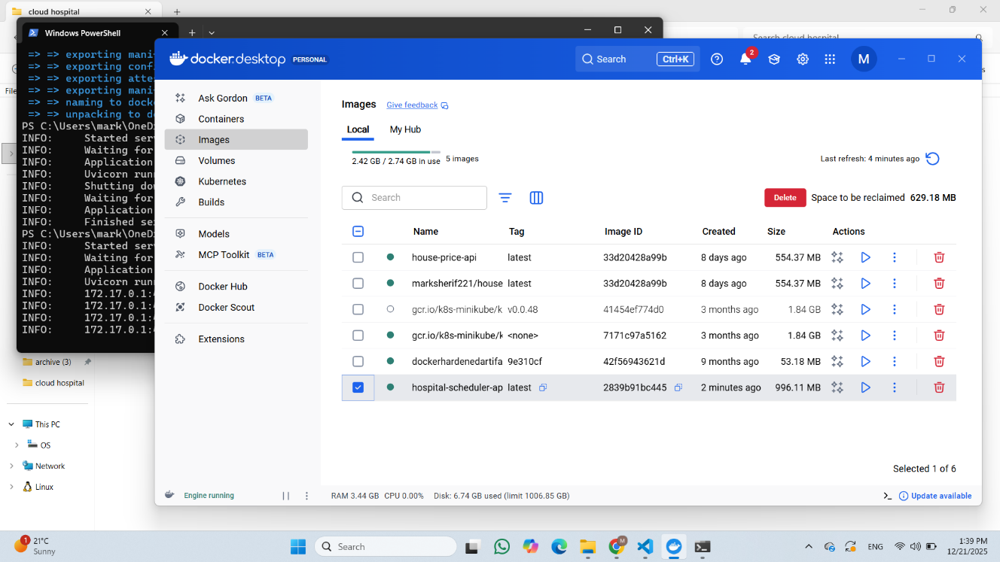 cloud hospital
Windows PowerShell
Search cloud hospital
File
=> => exporting mani
=> => exporting conf
=> => exporting atte
=> => exporting mani
=> => naming to docke
=> => unpacking to do
PS C:\Users\mark\OneD
INFO: Started serv
INFO: Waiting for
INFO: Application
INFO: Uvicorn runn
INFO: Shutting dow
INFO: Waiting for
INFO: Application
INFO: Finished ser
PS C:\Users\mark\OneD
INFO: Started serv
INFO: Waiting for
INFO: Application
INFO: Uvicorn runn
INFO: 172.17.0.1:
INFO: 172.17.0.1:
INFO: 172.17.0.1:
INFO: 172.17.0.1:
archive (3)
cloud hospital
This PC
OS
Network
Linux
docker.desktop PERSONAL
Search Ctrl+K
2
M
Ask Gordon BETA
Containers
Images
Volumes
Kubernetes
Builds
Models
MCP Toolkit BETA
Docker Hub
Docker Scout
Extensions
Images Give feedback
Local My Hub
2.42 GB / 2.74 GB in use 5 images
Last refresh: 4 minutes ago
Search
Delete Space to be reclaimed 629.18 MB
Name Tag Image ID Created Size Actions
house-price-api latest 33d20428a99b 8 days ago 554.37 MB
marksherif221/house latest 33d20428a99b 8 days ago 554.37 MB
gcr.io/k8s-minikube/k v0.0.48 41454ef774d0 3 months ago 1.84 GB
gcr.io/k8s-minikube/k <none> 7171c97a5162 3 months ago 1.84 GB
dockerhardenedartifa 9e310cf 42f56943621d 9 months ago 53.18 MB
hospital-scheduler-ap latest 2839b91bc445 2 minutes ago 996.11 MB
Selected 1 of 6
Engine running
RAM 3.44 GB CPU 0.00% Disk: 6.74 GB used (limit 1006.85 GB)
Update available
1
21°C
Sunny
Search
M
ENG
1:39 PM
12/21/2025